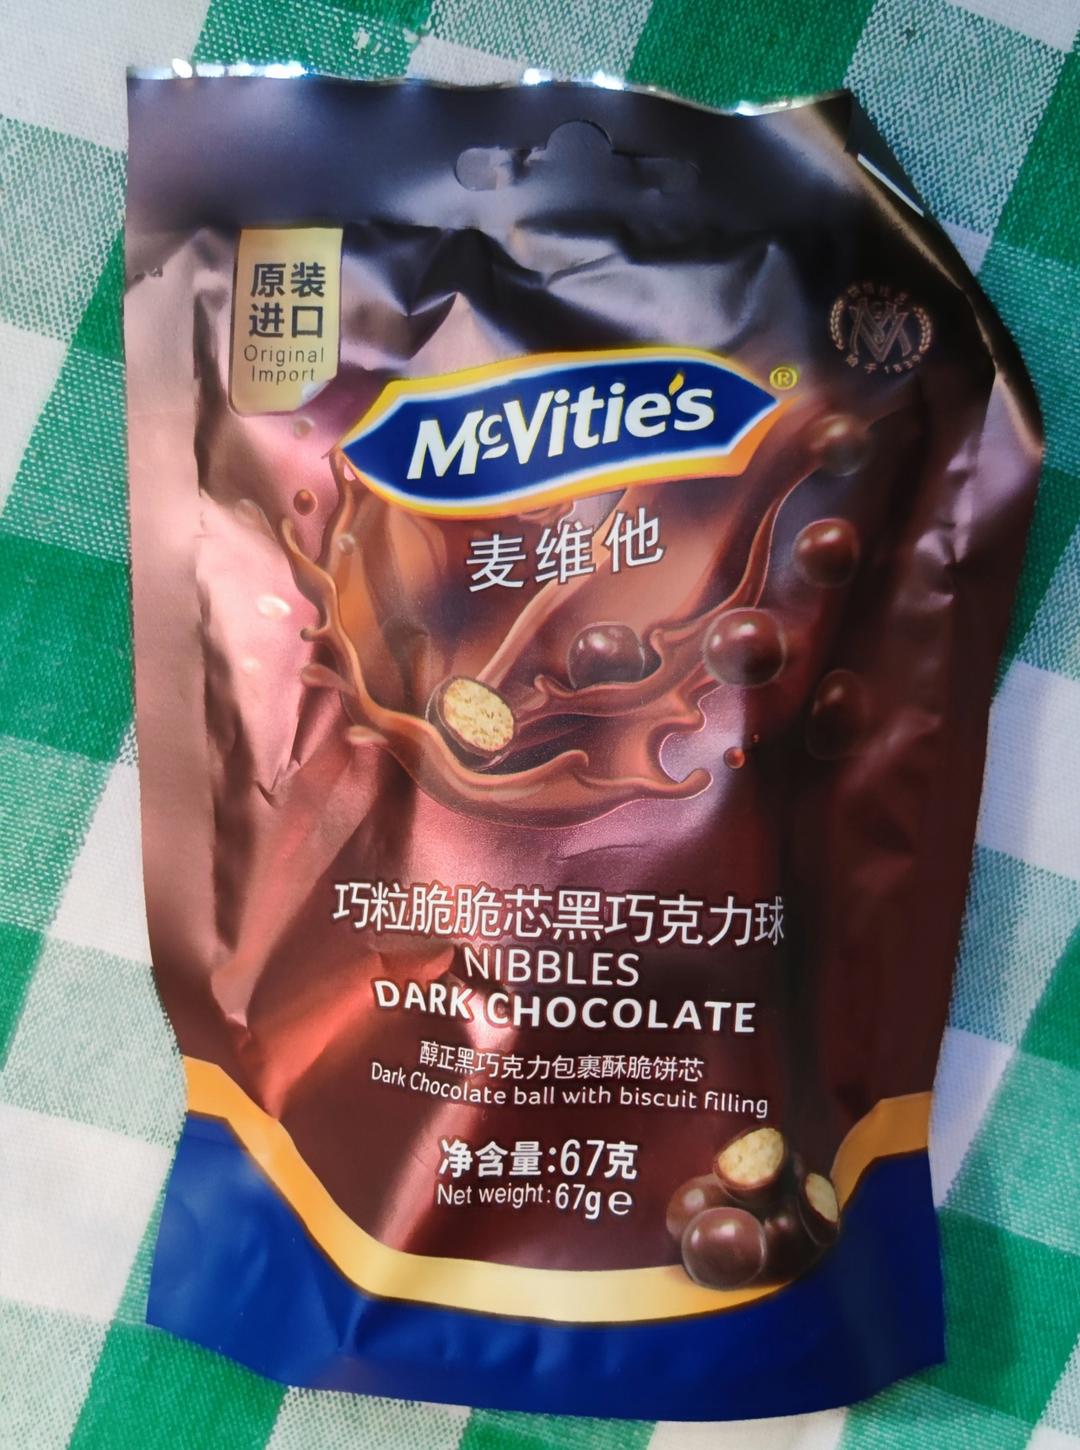 原装
进口
Original
Import
McVitie's®
麦维他
巧粒脆脆芯黑巧克力球
NIBBLES
DARK CHOCOLATE
醇正黑巧克力包裹酥脆饼芯
Dark Chocolate ball with biscuit filling
净含量:67克
Net weight:67g e